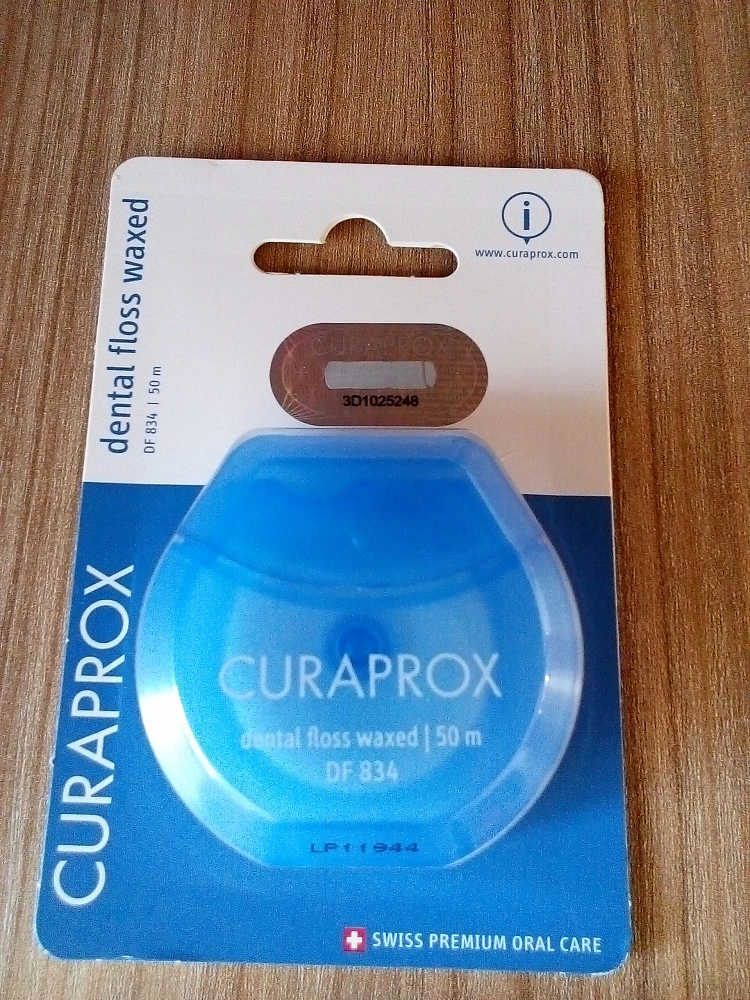 dental floss waxed
DF 834 | 50 m
i
www.curaprox.com
CURAPROX
3D1025246
CURAPROX
CURAPROX
dental floss waxed | 50 m
DF 834
LP11944
SWISS PREMIUM ORAL CARE